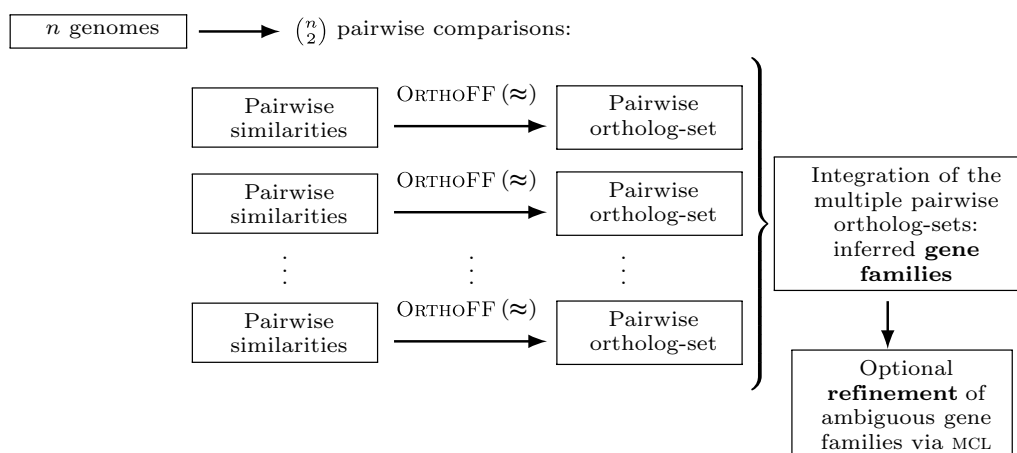 n genomes
(n 2) pairwise comparisons:
ORTHOFF (≈)
Pairwise
similarities
Pairwise
ortholog-set
ORTHOFF (≈)
Pairwise
similarities
Pairwise
ortholog-set
ORTHOFF (≈)
Pairwise
similarities
Pairwise
ortholog-set
Integration of the
multiple pairwise
ortholog-sets:
inferred gene
families
Optional
refinement of
ambiguous gene
families via MCL